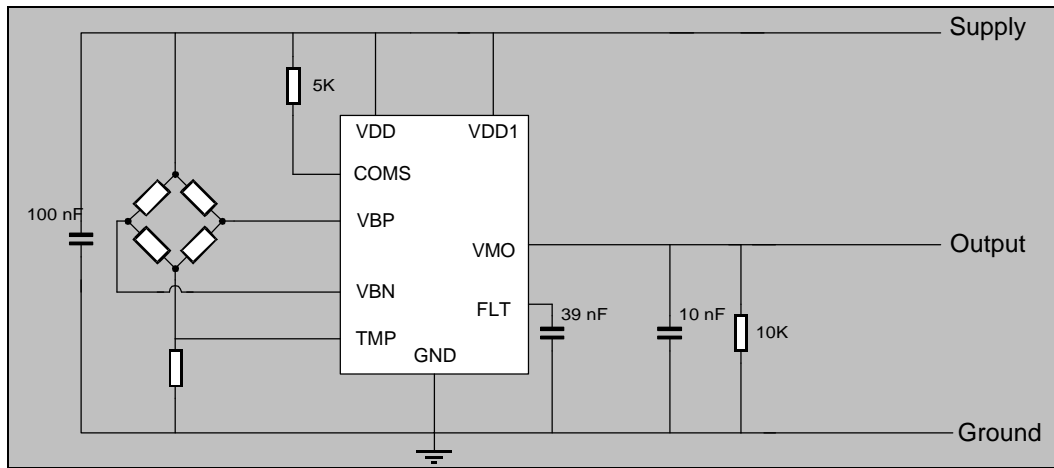 Supply
5K
VDD VDD1
COMS
100 nF
VBP
VMO
Output
VBN
FLT
39 nF
10 nF
TMP
10K
GND
Ground